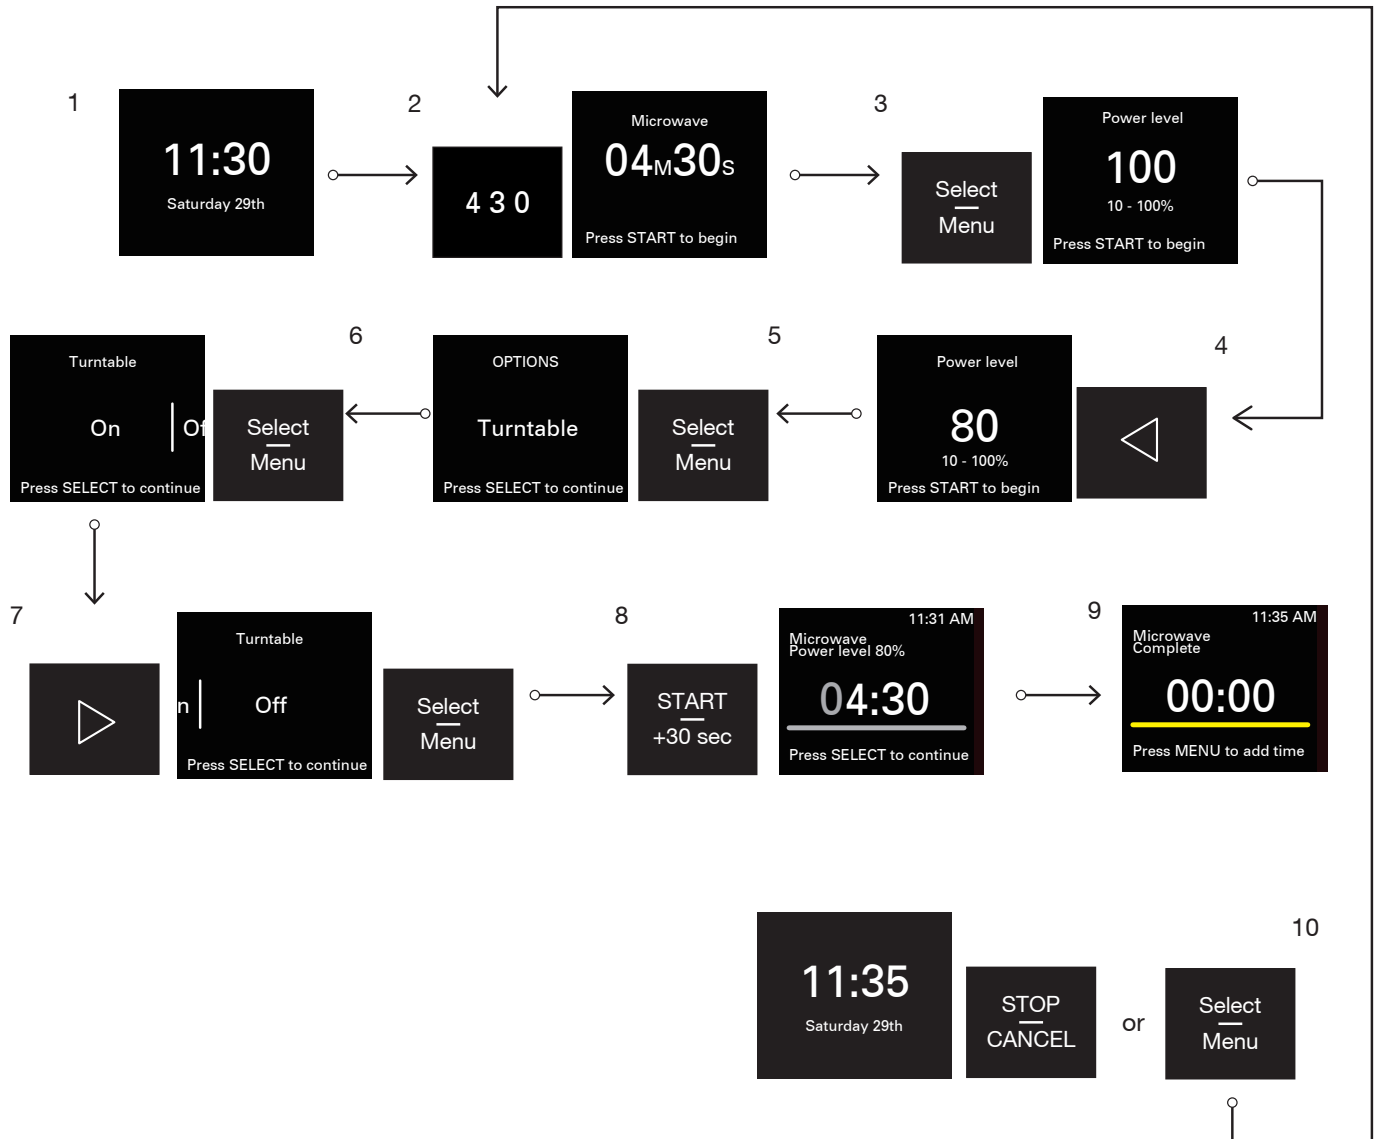 1
11:30
Saturday 29th
2
4 3 0
Microwave
04M30S
Press START to begin
3
Select
Menu
Power level
100
10 - 100%
Press START to begin
4
Power level
80
10 - 100%
Press START to begin
5
Select
Menu
OPTIONS
Turntable
Press SELECT to continue
6
Select
Menu
Turntable
On | Of
Press SELECT to continue
7
Turntable
n | Off
Press SELECT to continue
Select
Menu
8
START
+30 sec
11:31 AM
Microwave
Power level 80%
04:30
Press SELECT to continue
9
11:35 AM
Microwave
Complete
00:00
Press MENU to add time
10
11:35
Saturday 29th
STOP
CANCEL
or
Select
Menu